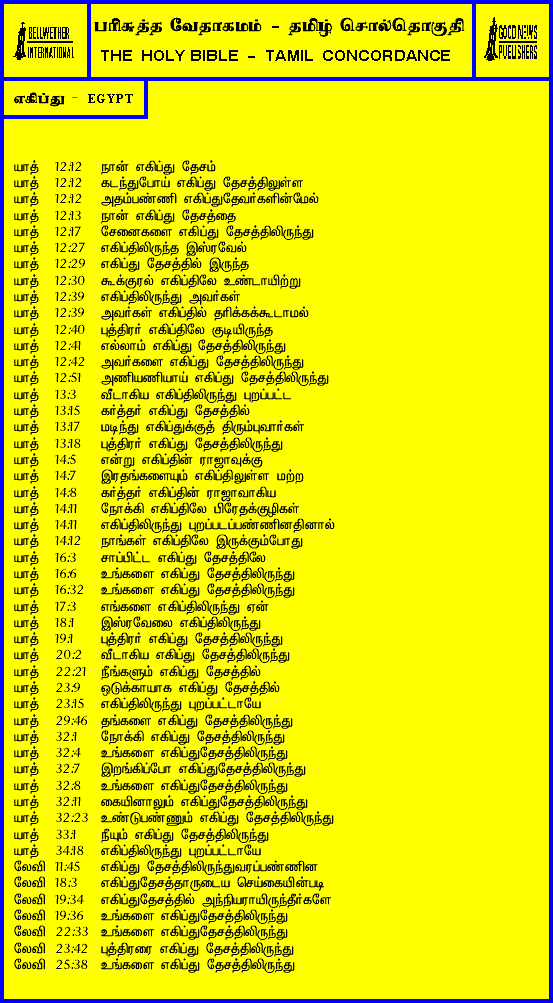 BELLWETHER
INTERNATIONAL
பரிசுத்த வேதாகமம் - தமிழ் சொல்தொகுதி
THE HOLY BIBLE - TAMIL CONCORDANCE
GOOD NEWS
PUBLISHERS
எகிப்து - EGYPT
யாத் 12:12 நான் எகிப்து தேசம்
யாத் 12:12 கடந்துபோய் எகிப்து தேசத்திலுள்ள
யாத் 12:12 அதம்பண்ணி எகிப்துதேவர்களின்மேல்
யாத் 12:13 நான் எகிப்து தேசத்தை
யாத் 12:17 சேனைகளை எகிப்து தேசத்திலிருந்து
யாத் 12:27 எகிப்திலிருந்த இஸ்ரவேல்
யாத் 12:29 எகிப்து தேசத்தில் இருந்த
யாத் 12:30 கூக்குரல் எகிப்திலே உண்டாயிற்று
யாத் 12:39 எகிப்திலிருந்து அவர்கள்
யாத் 12:39 அவர்கள் எகிப்தில் தரிக்கக்கூடாமல்
யாத் 12:40 புத்திரர் எகிப்திலே குடியிருந்த
யாத் 12:41 எல்லாம் எகிப்து தேசத்திலிருந்து
யாத் 12:42 அவர்களை எகிப்து தேசத்திலிருந்து
யாத் 12:51 அணியணியாய் எகிப்து தேசத்திலிருந்து
யாத் 13:3 வீடாகிய எகிப்திலிருந்து புறப்பட்ட
யாத் 13:15 கர்த்தர் எகிப்து தேசத்தில்
யாத் 13:17 மடிந்து எகிப்துக்குத் திரும்புவார்கள்
யாத் 13:18 புத்திரர் எகிப்து தேசத்திலிருந்து
யாத் 14:5 என்று எகிப்தின் ராஜாவுக்கு
யாத் 14:7 இரதங்களையும் எகிப்திலுள்ள மற்ற
யாத் 14:8 கர்த்தர் எகிப்தின் ராஜாவாகிய
யாத் 14:11 நோக்கி எகிப்திலே பிரேதக்குழிகள்
யாத் 14:11 எகிப்திலிருந்து புறப்படப்பண்ணினதினால்
யாத் 14:12 நாங்கள் எகிப்திலே இருக்கும்போது
யாத் 16:3 சாப்பிட்ட எகிப்து தேசத்திலே
யாத் 16:6 உங்களை எகிப்து தேசத்திலிருந்து
யாத் 16:32 உங்களை எகிப்து தேசத்திலிருந்து
யாத் 17:3 எங்களை எகிப்திலிருந்து ஏன்
யாத் 18:1 இஸ்ரவேலை எகிப்திலிருந்து
யாத் 19:1 புத்திரர் எகிப்து தேசத்திலிருந்து
யாத் 20:2 வீடாகிய எகிப்து தேசத்திலிருந்து
யாத் 22:21 நீங்களும் எகிப்து தேசத்தில்
யாத் 23:9 ஒடுக்காயாக எகிப்து தேசத்தில்
யாத் 23:15 எகிப்திலிருந்து புறப்பட்டாயே
யாத் 29:46 தங்களை எகிப்து தேசத்திலிருந்து
யாத் 32:1 நோக்கி எகிப்து தேசத்திலிருந்து
யாத் 32:4 உங்களை எகிப்துதேசத்திலிருந்து
யாத் 32:7 இறங்கிப்போ எகிப்துதேசத்திலிருந்து
யாத் 32:8 உங்களை எகிப்துதேசத்திலிருந்து
யாத் 32:11 கையினாலும் எகிப்துதேசத்திலிருந்து
யாத் 32:23 உண்டுபண்ணும் எகிப்து தேசத்திலிருந்து
யாத் 33:1 நீயும் எகிப்து தேசத்திலிருந்து
யாத் 34:18 எகிப்திலிருந்து புறப்பட்டாயே
லேவி 11:45 எகிப்து தேசத்திலிருந்துவரப்பண்ணின
லேவி 18:3 எகிப்துதேசத்தாருடைய செய்கையின்படி
லேவி 19:34 எகிப்துதேசத்தில் அந்நியராயிருந்தீர்களே
லேவி 19:36 உங்களை எகிப்துதேசத்திலிருந்து
லேவி 22:33 உங்களை எகிப்துதேசத்திலிருந்து
லேவி 23:42 புத்திரரை எகிப்து தேசத்திலிருந்து
லேவி 25:38 உங்களை எகிப்து தேசத்திலிருந்து